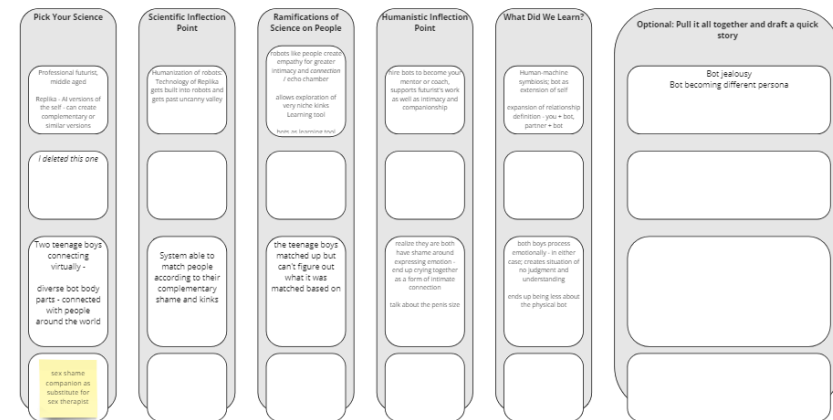 Pick Your Science
Scientific Inflection
Point
Ramifications of
Science on People
Humanistic Inflection
Point
What Did We Learn?
Optional: Pull it all together and draft a quick
story
Professional futurist,
middle aged
Replika - AI versions of
the self - can create
complementary or
similar versions
Humanization of robots:
Technology of Replika
gets built into robots and
gets past uncanny valley
robots like people create
empathy for greater
intimacy and connection
/ echo chamber
allows exploration of
very niche kinks
Learning tool
bots as learning tool
hire bots to become your
mentor or coach,
supports futurist's work
as well as intimacy and
companionship
Human-machine
symbiosis; bot as
extension of self
expansion of relationship
definition - you + bot,
partner + bot
Bot jealousy
Bot becoming different persona
I deleted this one
Two teenage boys
connecting
virtually -
diverse bot body
parts - connected
with people
around the world
System able to
match people
according to their
complementary
shame and kinks
the teenage boys
matched up but
can't figure out
what it was
matched based on
realize they are both
have shame around
expressing emotion -
end up crying together
as a form of intimate
connection
talk about the penis size
both boys process
emotionally - in either
case; creates situation of
no judgment and
understanding
ends up being less about
the physical bot
sex shame
companion as
substitute for
sex therapist